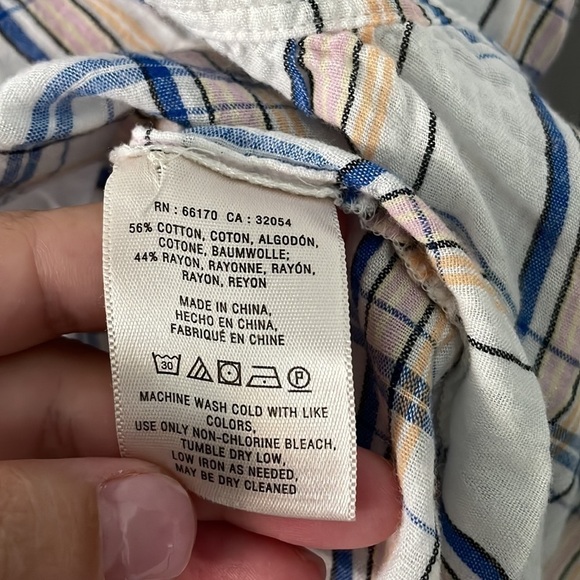 RN : 66170 CA : 32054
56% COTTON, COTON, ALGODÓN,
COTONE, BAUMWOLLE;
44% RAYON, RAYONNE, RAYÓN,
RAYON, REYON
MADE IN CHINA,
HECHO EN CHINA,
FABRIQUÉ EN CHINE
30 P
MACHINE WASH COLD WITH LIKE
COLORS,
USE ONLY NON-CHLORINE BLEACH,
TUMBLE DRY LOW,
LOW IRON AS NEEDED,
MAY BE DRY CLEANED